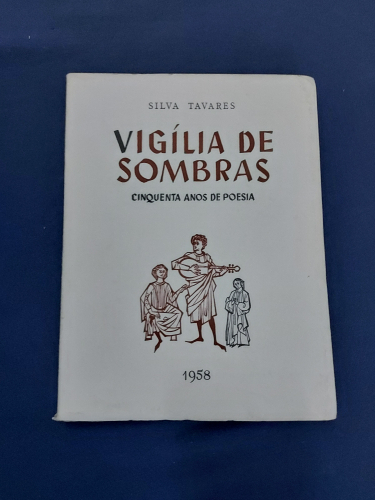 SILVA TAVARES
VIGÍLIA DE
SOMBRAS
CINQUENTA ANOS DE POESIA
1958